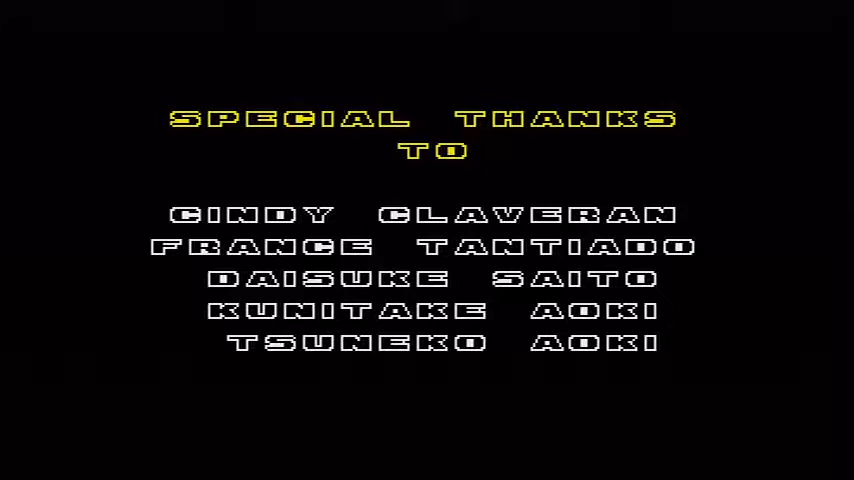 SPECIAL THANKS
TO
CINDY CLAVERAN
FRANCE TANTIADO
DAISUKE SAITO
KUNITAKE AOKI
TSUNEKO AOKI